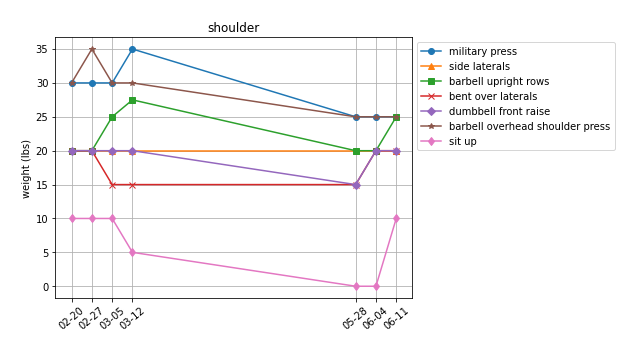 shoulder
weight (lbs)
35
30
25
20
15
10
5
0
02-20
02-27
03-05
03-12
05-28
06-04
06-11
military press
side laterals
barbell upright rows
bent over laterals
dumbbell front raise
barbell overhead shoulder press
sit up